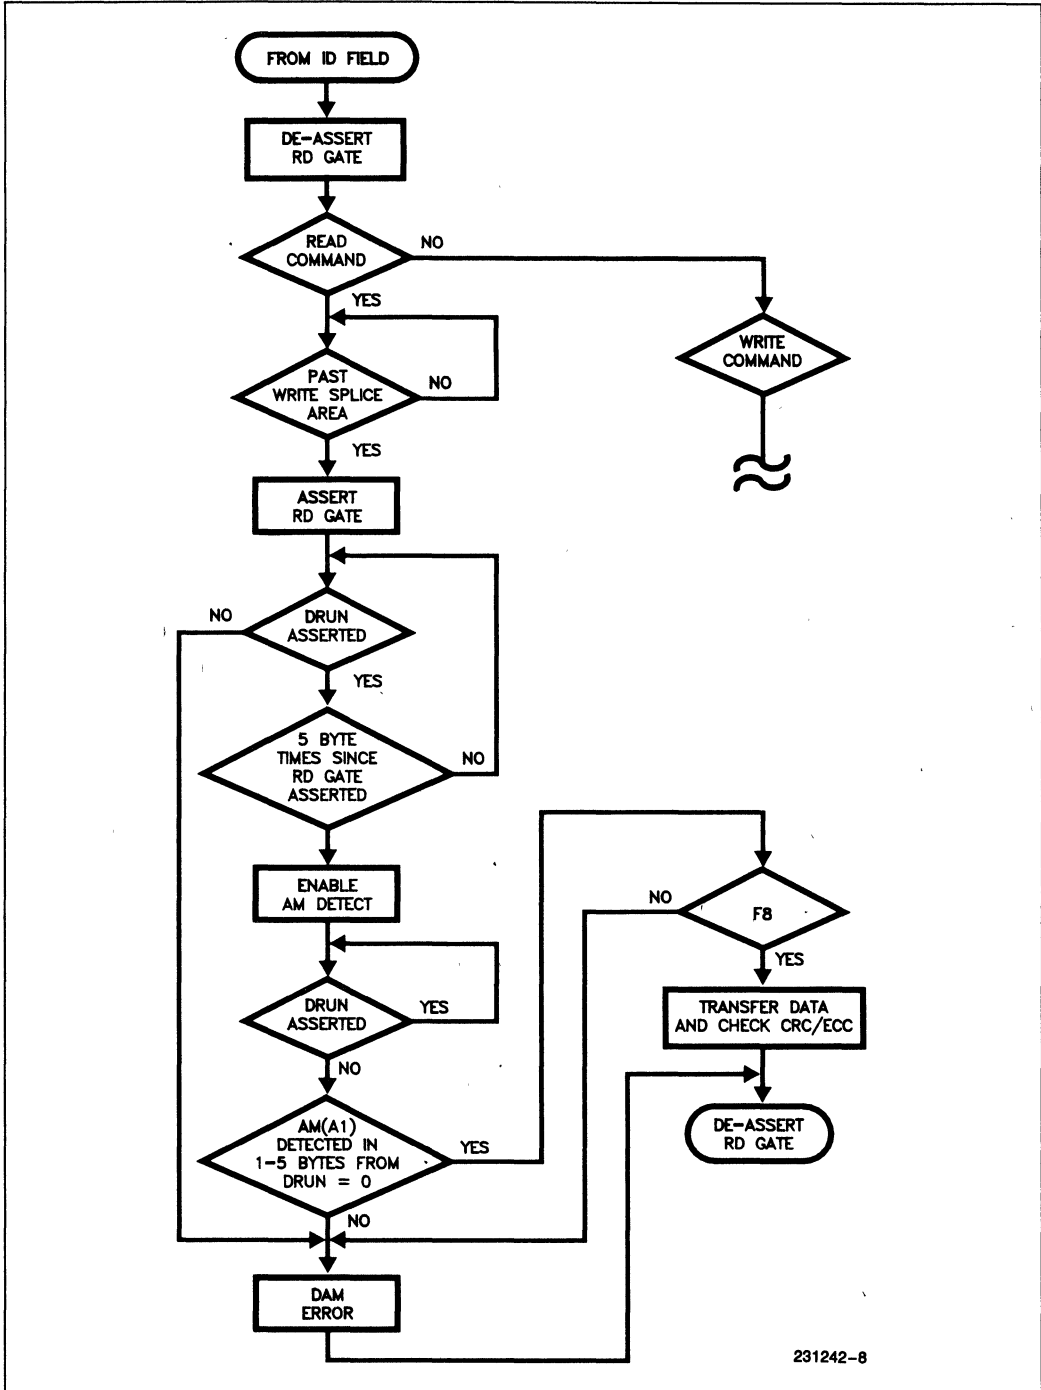 FROM ID FIELD
DE-ASSERT
RD GATE
READ
COMMAND
NO
YES
WRITE
COMMAND
PAST
WRITE SPLICE
AREA
NO
YES
ASSERT
RD GATE
NO
DRUN
ASSERTED
YES
5 BYTE
TIMES SINCE
RD GATE
ASSERTED
NO
ENABLE
AM DETECT
NO
F8
YES
DRUN
ASSERTED
YES
TRANSFER DATA
AND CHECK CRC/ECC
NO
AM(A1)
DETECTED IN
1-5 BYTES FROM
DRUN = 0
YES
DE-ASSERT
RD GATE
NO
DAM
ERROR
231242-8